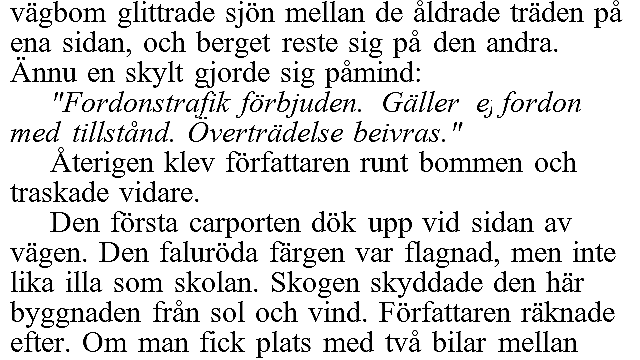 vägbom glittrade sjön mellan de åldrade träden på
ena sidan, och berget reste sig på den andra.
Ännu en skylt gjorde sig påmind:
"Fordonstrafik förbjuden. Gäller ej fordon
med tillstånd. Överträdelse beivras."
Återigen klev författaren runt bommen och
traskade vidare.
Den första carporten dök upp vid sidan av
vägen. Den faluröda färgen var flagnad, men inte
lika illa som skolan. Skogen skyddade den här
byggnaden från sol och vind. Författaren räknade
efter. Om man fick plats med två bilar mellan